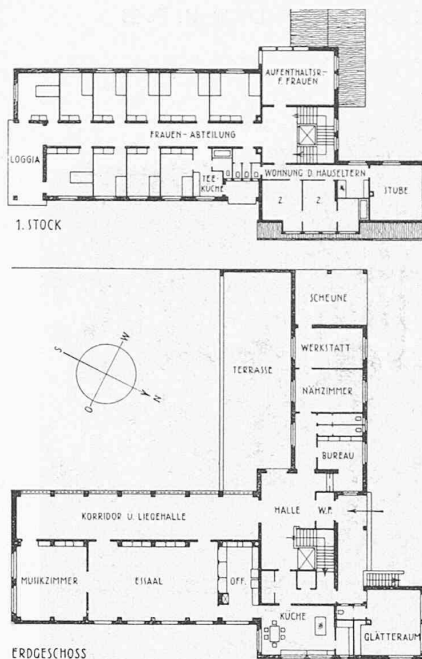 AUFENTHALTSR.-
F. FRAUEN
FRAUEN-ABTEILUNG
LOGGIA
TEE-
KÜCHE
WOHNUNG D. HAUSELTERN
STUBE
Z
Z
1. STOCK
SCHEUNE
WERKSTATT
TERRASSE
NÄHZIMMER
BUREAU
S
W
O
N
HALLE
W.F.
KORRIDOR U. LIEGEHALLE
MUSIKZIMMER
ESSAAL
OFF.
KÜCHE
GLÄTTERAUM
ERDGESCHOSS